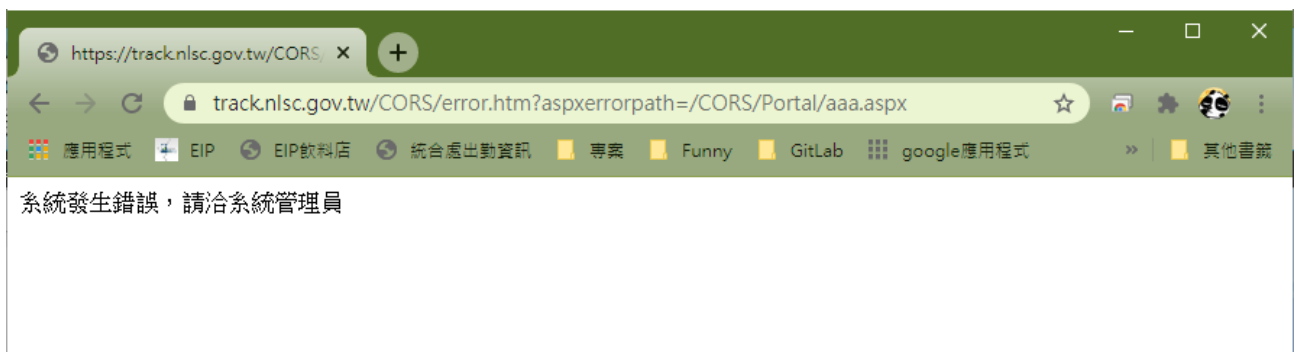 https://track.nlsc.gov.tw/CORS/
track.nlsc.gov.tw/CORS/error.htm?aspxerrorpath=/CORS/Portal/aaa.aspx
應用程式 EIP EIP飲料店 統合處出勤資訊 專案 Funny GitLab google應用程式 » 其他書籤
系統發生錯誤，請洽系統管理員